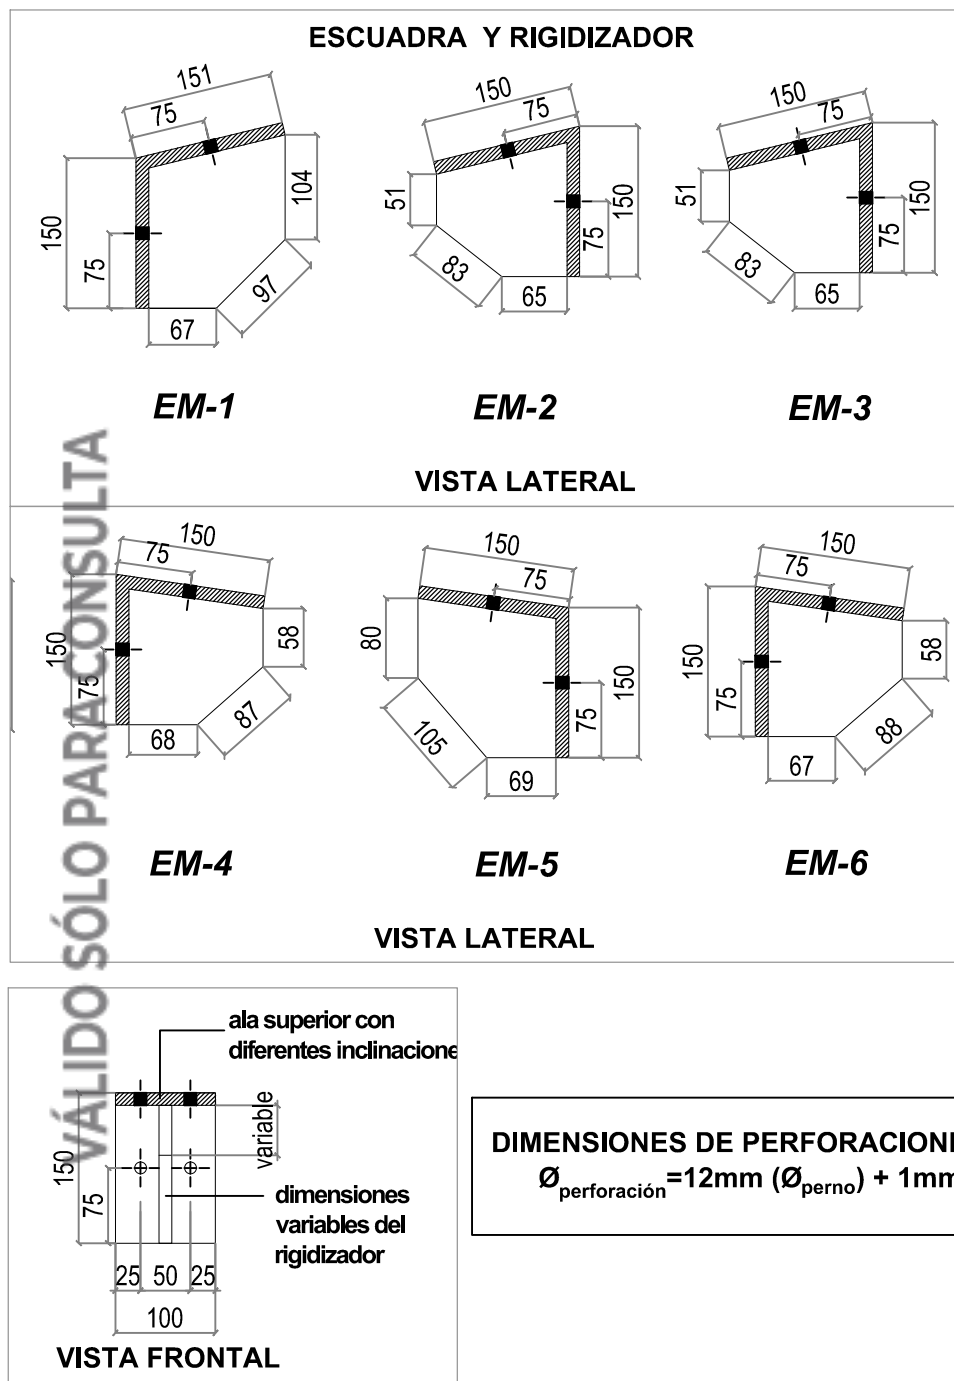 ESCUADRA Y RIGIDIZADOR
151
75
150
75
104
67
97
EM-1
150
75
51
83
65
150
75
EM-2
150
75
51
83
65
150
75
EM-3
VISTA LATERAL
150
75
150
75
58
68
87
EM-4
150
75
80
105
69
150
75
EM-5
150
75
150
75
58
67
88
EM-6
VISTA LATERAL
VÁLIDO SÓLO PARA CONSULTA
ala superior con
diferentes inclinacione
variable
150
75
dimensiones
variables del
rigidizador
25 50 25
100
VISTA FRONTAL
DIMENSIONES DE PERFORACION
Øperforación=12mm (Øperno) + 1mm